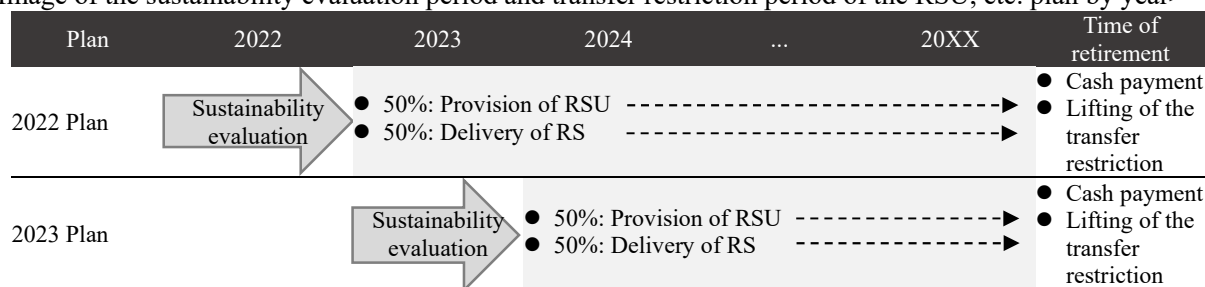 Image of the sustainability evaluation period and transfer restriction period of the RSU, etc. plan by year
Plan 2022 2023 2024 ... 20XX Time of retirement
2022 Plan
Sustainability
evaluation
● 50%: Provision of RSU
● 50%: Delivery of RS
● Cash payment
● Lifting of the
transfer
restriction
2023 Plan
Sustainability
evaluation
● 50%: Provision of RSU
● 50%: Delivery of RS
● Cash payment
● Lifting of the
transfer
restriction